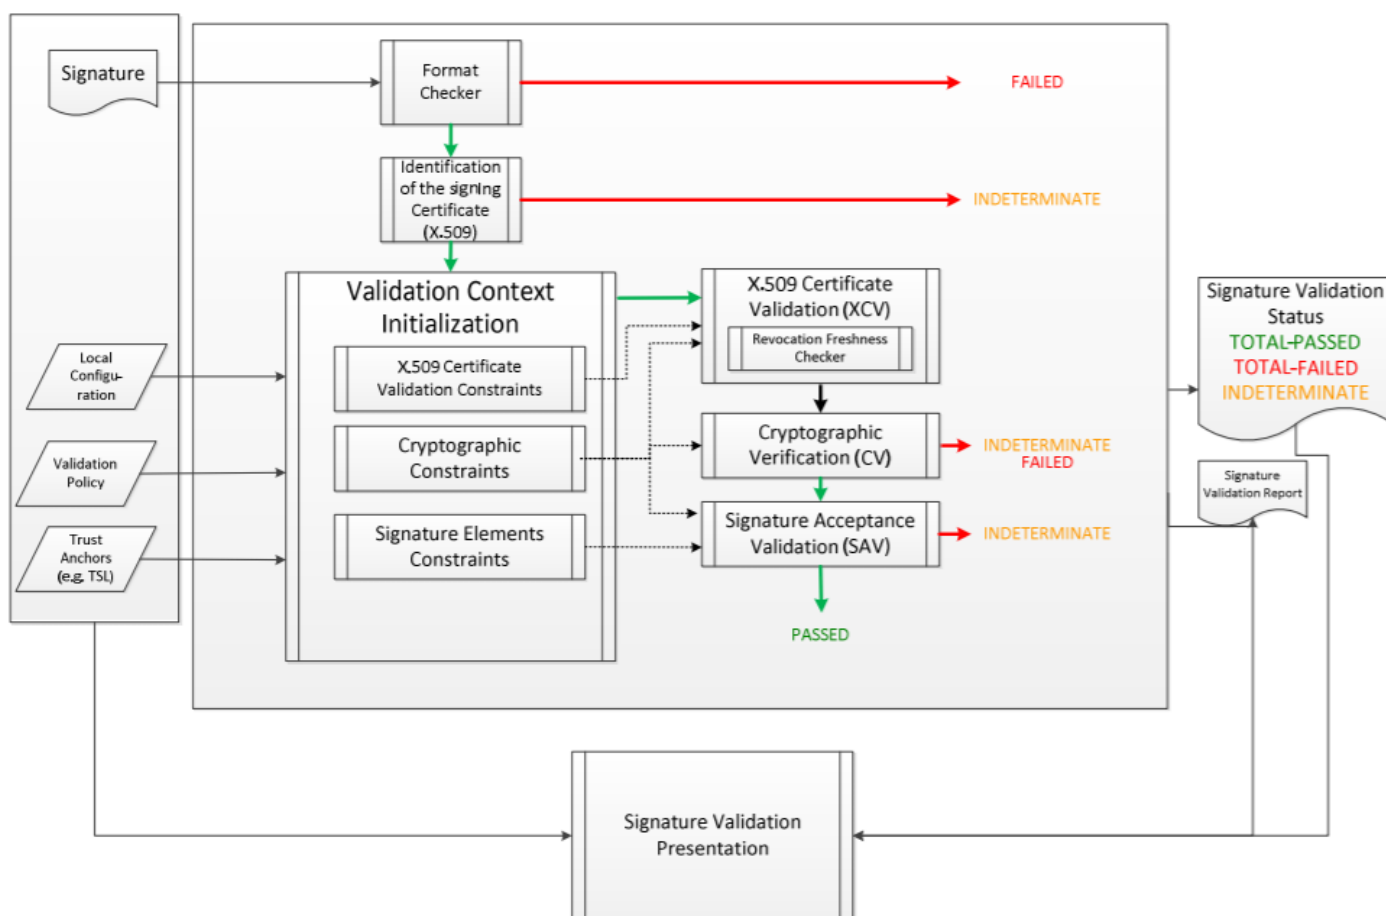 Signature
Format
Checker
FAILED
Identification
of the signing
Certificate
(X.509)
INDETERMINATE
Validation Context
Initialization
X.509 Certificate
Validation (XCV)
Revocation Freshness
Checker
Signature Validation
Status
TOTAL-PASSED
TOTAL-FAILED
INDETERMINATE
Local
Configu-
ration
X.509 Certificate
Validation Constraints
Cryptographic
Constraints
Cryptographic
Verification (CV)
INDETERMINATE
FAILED
Validation
Policy
Signature
Validation Report
Trust
Anchors
(e.g. TSL)
Signature Elements
Constraints
Signature Acceptance
Validation (SAV)
INDETERMINATE
PASSED
Signature Validation
Presentation